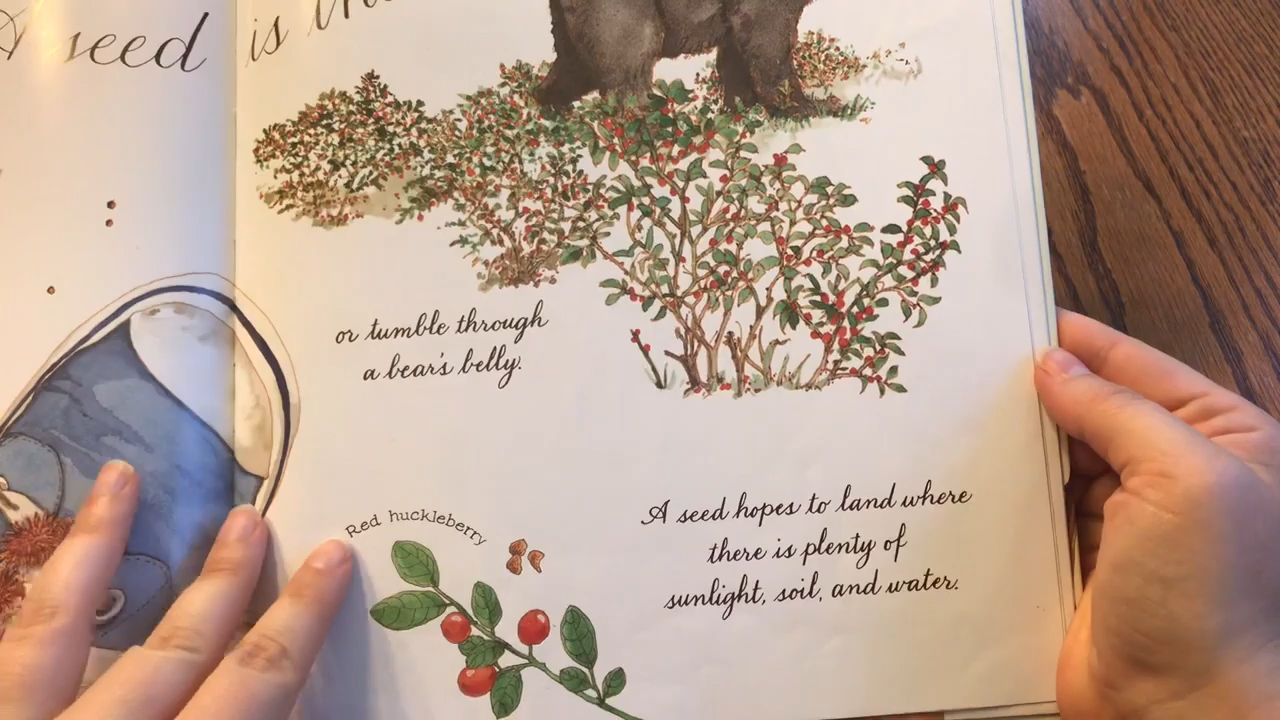 A seed is
or tumble through
a bear's belly.
Red huckleberry
A seed hopes to land where
there is plenty of
sunlight, soil, and water.